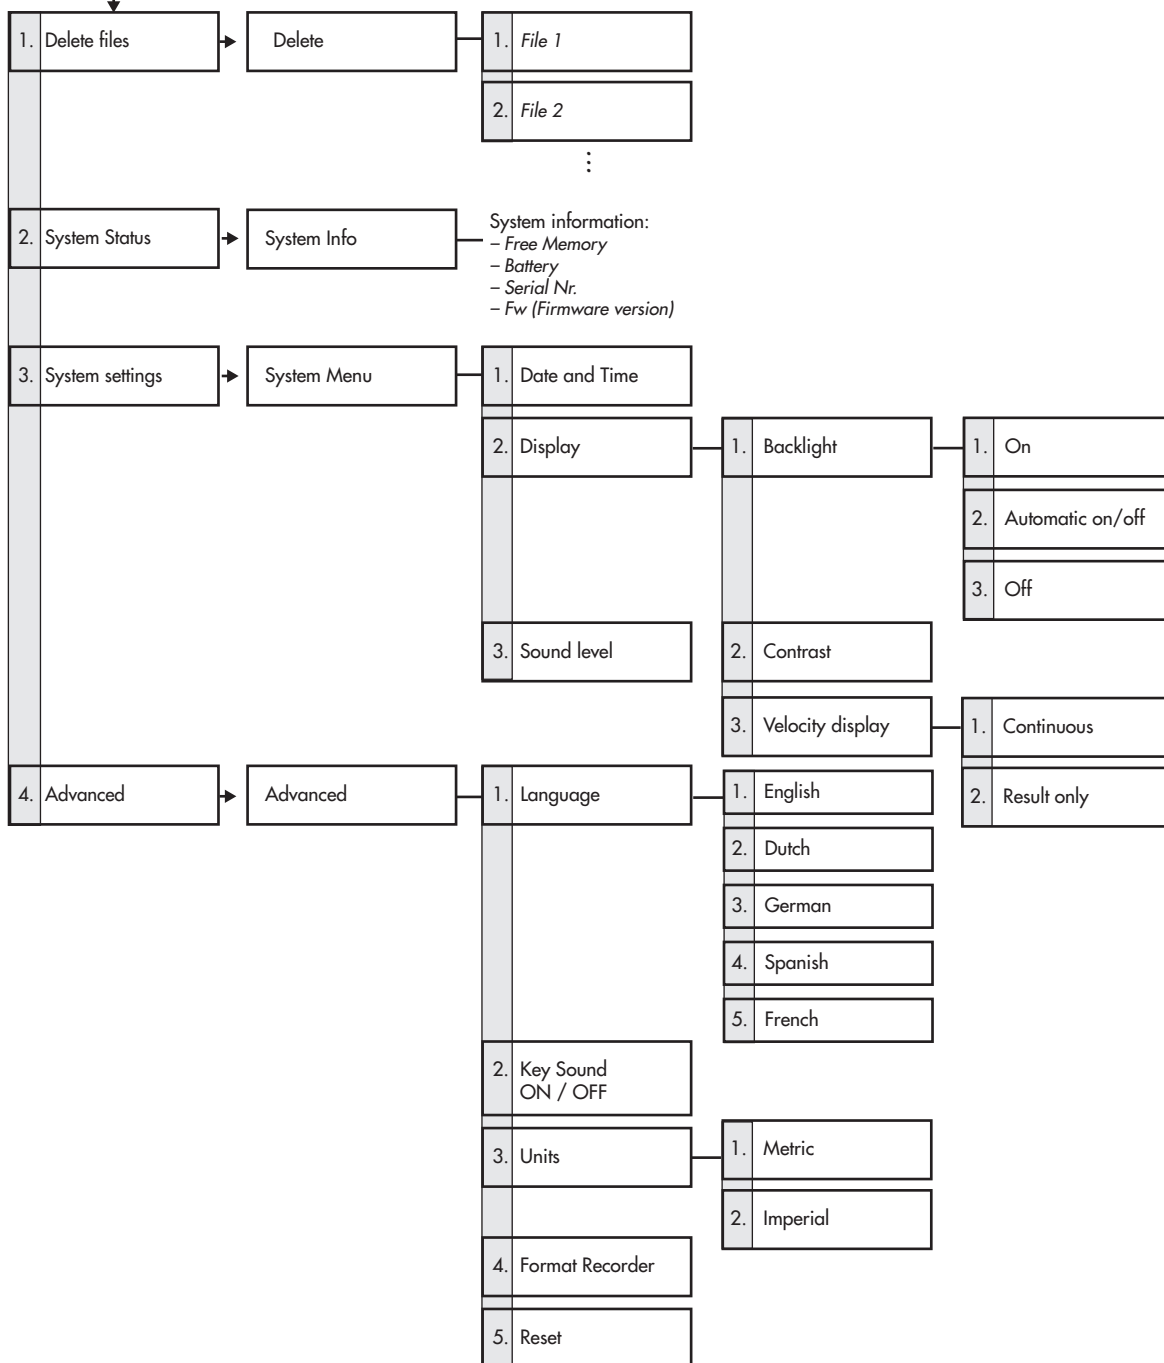 1. Delete files
Delete
1. File 1
2. File 2
⋮
2. System Status
System Info
System information:
– Free Memory
– Battery
– Serial Nr.
– Fw (Firmware version)
3. System settings
System Menu
1. Date and Time
2. Display
1. Backlight
1. On
2. Automatic on/off
3. Off
3. Sound level
2. Contrast
3. Velocity display
1. Continuous
2. Result only
4. Advanced
Advanced
1. Language
1. English
2. Dutch
3. German
4. Spanish
5. French
2. Key Sound
ON / OFF
3. Units
1. Metric
2. Imperial
4. Format Recorder
5. Reset